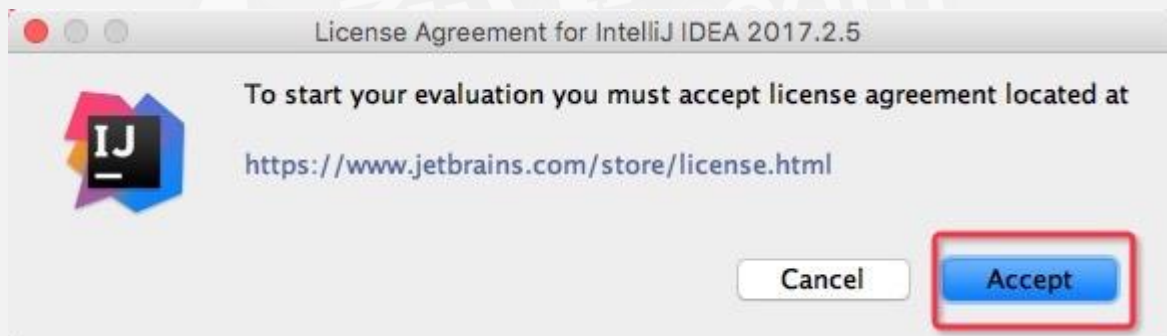 License Agreement for IntelliJ IDEA 2017.2.5
To start your evaluation you must accept license agreement located at
IJ
https://www.jetbrains.com/store/license.html
Cancel
Accept